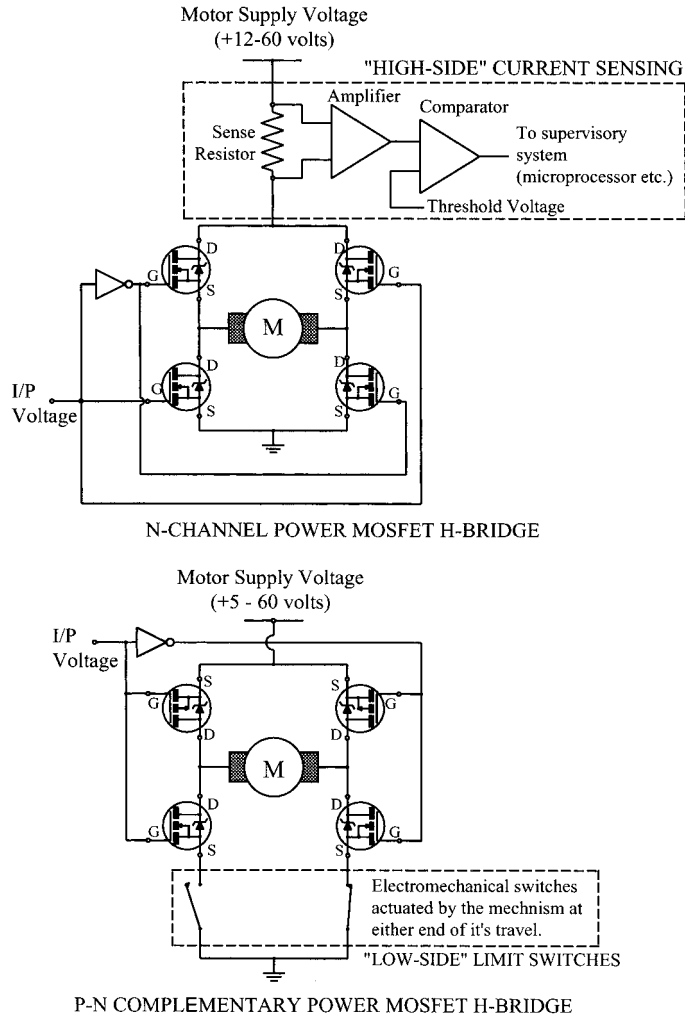 Motor Supply Voltage
(+12-60 volts)
"HIGH-SIDE" CURRENT SENSING
Amplifier
Comparator
Sense
Resistor
To supervisory
system
(microprocessor etc.)
Threshold Voltage
D
D
G
G
S
S
M
D
D
I/P
Voltage
G
G
S
S
N-CHANNEL POWER MOSFET H-BRIDGE
Motor Supply Voltage
(+5 - 60 volts)
I/P
Voltage
S
S
G
G
D
D
M
D
D
G
G
S
S
Electromechanical switches
actuated by the mechnism at
either end of it's travel.
"LOW-SIDE" LIMIT SWITCHES
P-N COMPLEMENTARY POWER MOSFET H-BRIDGE